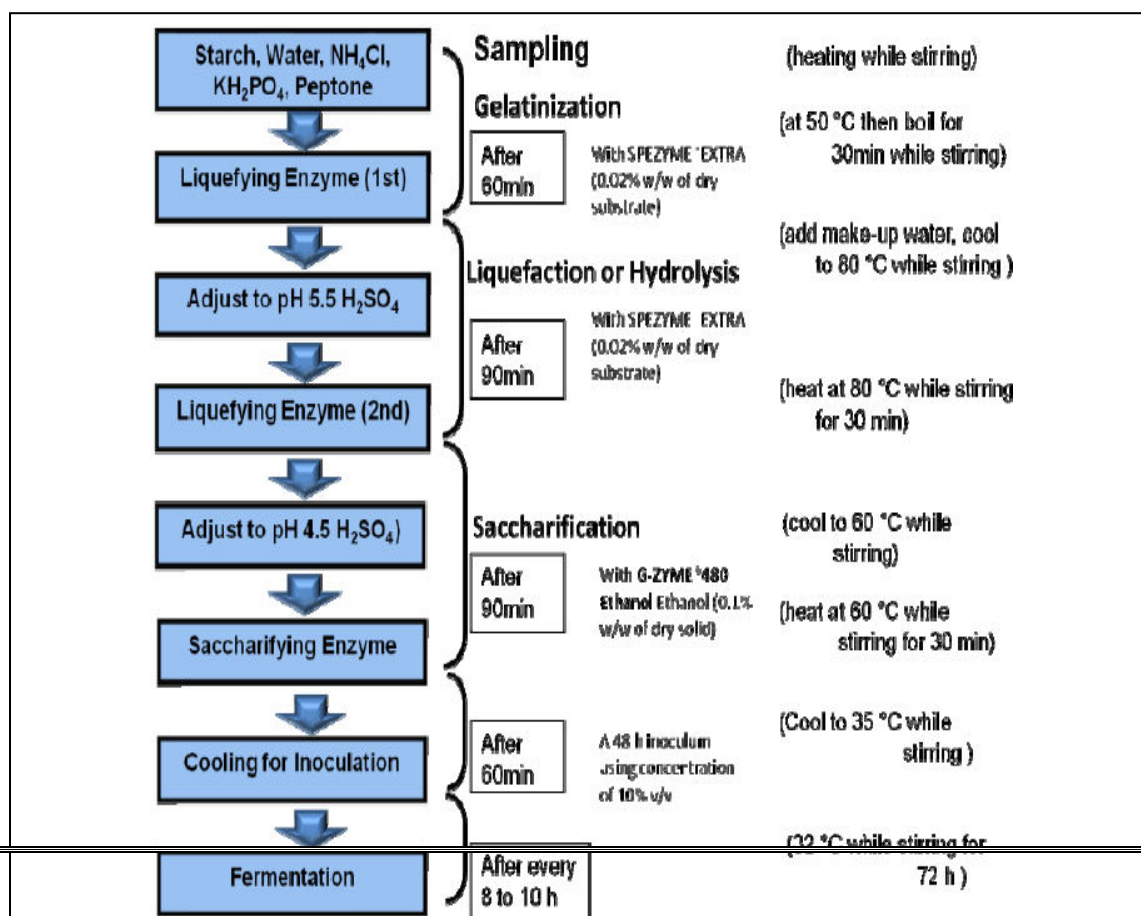 Starch, Water, NH₄Cl,
KH₂PO₄, Peptone
Sampling
(heating while stirring)
Gelatinization
(at 50 °C then boil for
30min while stirring)
After
60min
With SPEZYME EXTRA
(0.02% w/w of dry
substrate)
Liquefying Enzyme (1st)
(add make-up water, cool
to 80 °C while stirring )
Liquefaction or Hydrolysis
Adjust to pH 5.5 H₂SO₄
After
90min
With SPEZYME EXTRA
(0.02% w/w of dry
substrate)
(heat at 80 °C while stirring
for 30 min)
Liquefying Enzyme (2nd)
Adjust to pH 4.5 H₂SO₄)
Saccharification
(cool to 60 °C while
stirring)
After
90min
With G-ZYME 480
Ethanol Ethanol (0.1%
w/w of dry solid)
(heat at 60 °C while
stirring for 30 min)
Saccharifying Enzyme
Cooling for Inoculation
After
60min
A 48 h inoculum
using concentration
of 10% v/v
(Cool to 35 °C while
stirring )
Fermentation
After every
8 to 10 h
(32 °C while stirring for
72 h )